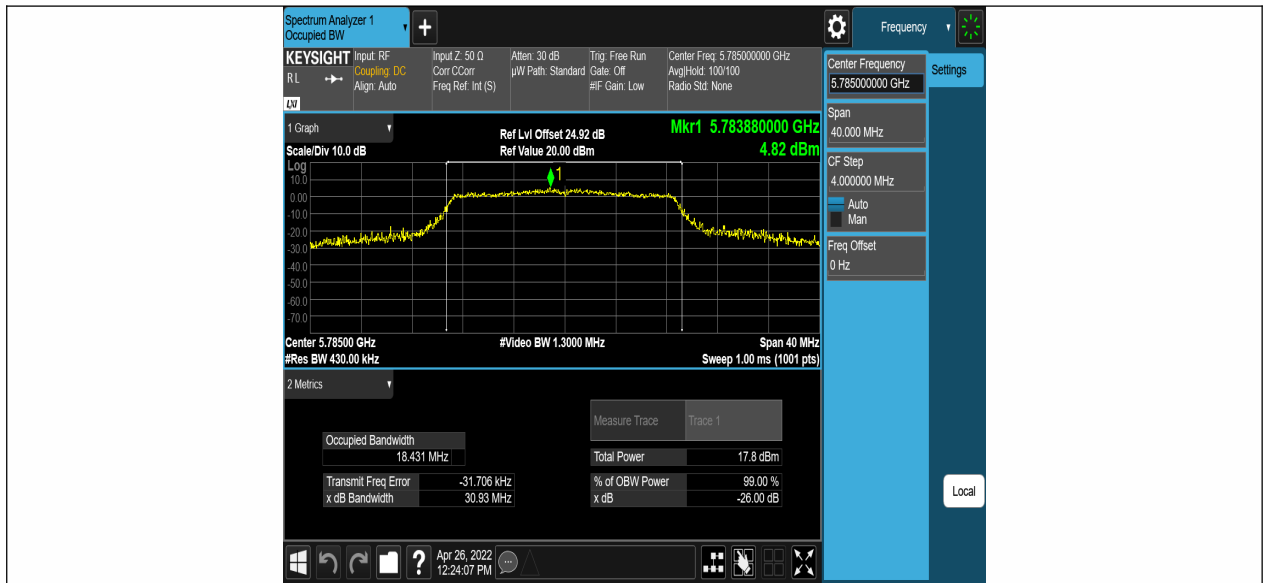 Spectrum Analyzer 1
Occupied BW
+
Frequency
KEYSIGHT
RL
LXI
Input: RF
Coupling: DC
Align: Auto
Input Z: 50 Ω
Corr CCorr
Freq Ref: Int (S)
Atten: 30 dB
µW Path: Standard
Trig: Free Run
Gate: Off
#IF Gain: Low
Center Freq: 5.785000000 GHz
Avg|Hold: 100/100
Radio Std: None
Center Frequency
5.785000000 GHz
Settings
Span
40.000 MHz
CF Step
4.000000 MHz
Auto
Man
Freq Offset
0 Hz
Local
1 Graph
Scale/Div 10.0 dB
Ref Lvl Offset 24.92 dB
Ref Value 20.00 dBm
Mkr1 5.783880000 GHz
4.82 dBm
Log
1
10.0
0.00
-10.0
-20.0
-30.0
-40.0
-50.0
-60.0
-70.0
Center 5.78500 GHz
#Video BW 1.3000 MHz
Span 40 MHz
#Res BW 430.00 kHz
Sweep 1.00 ms (1001 pts)
2 Metrics
Measure Trace
Trace 1
Occupied Bandwidth
18.431 MHz
Total Power
17.8 dBm
Transmit Freq Error
-31.706 kHz
% of OBW Power
99.00 %
x dB Bandwidth
30.93 MHz
x dB
-26.00 dB
?
Apr 26, 2022
12:24:07 PM